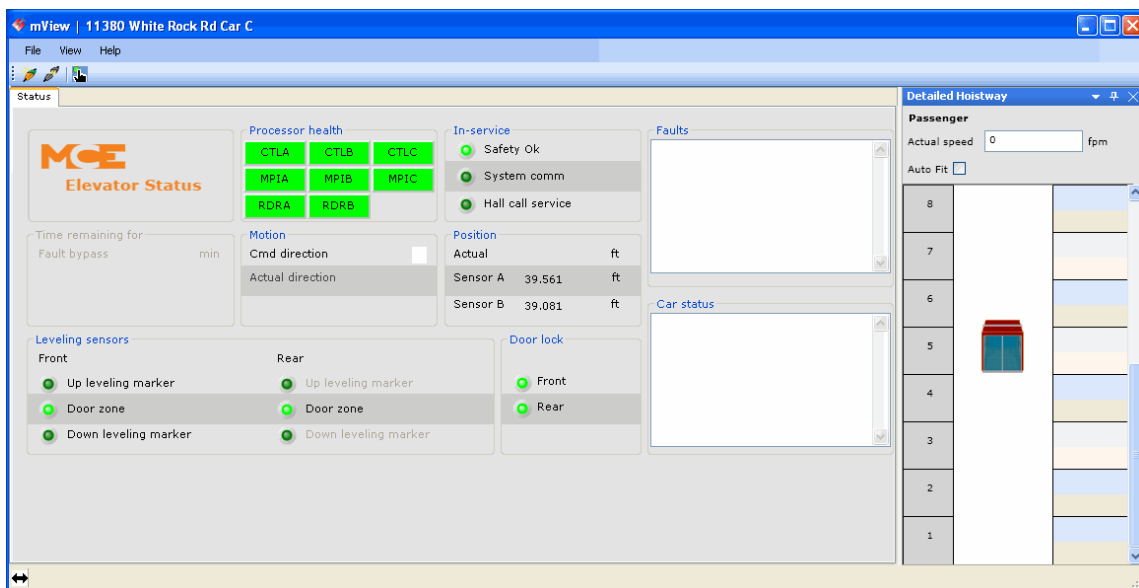 mView | 11380 White Rock Rd Car C
File View Help
Status
MCE
Elevator Status
Processor health
CTLA CTLB CTLC
MPIA MPIB MPIC
RDRA RDRB
In-service
Safety Ok
System comm
Hall call service
Faults
Time remaining for
Fault bypass min
Motion
Cmd direction
Actual direction
Position
Actual ft
Sensor A 39.561 ft
Sensor B 39.081 ft
Car status
Leveling sensors
Front Rear
Up leveling marker Up leveling marker
Door zone Door zone
Down leveling marker Down leveling marker
Door lock
Front
Rear
Detailed Hoistway
Passenger
Actual speed 0 fpm
Auto Fit
8
7
6
5
4
3
2
1